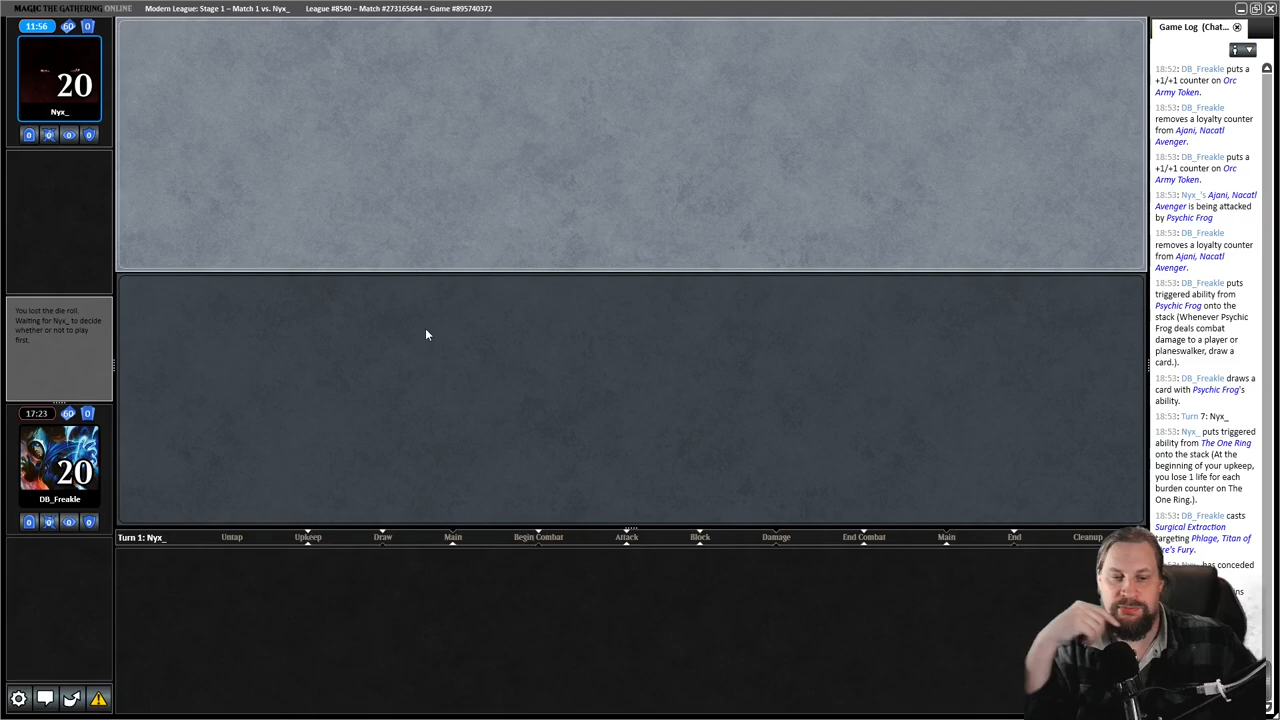 MAGIC THE GATHERING ONLINE Modern League: Stage 1 – Match 1 vs. Nyx_ League #8540 – Match #273165644 – Game #895740372
11:56 60 0
20
Nyx_
0 0 0 0
You lost the die roll.
Waiting for Nyx_ to decide
whether or not to play
first.
17:23 60 0
20
DB_Freakle
0 0 0 0
Turn 1: Nyx_ Untap Upkeep Draw Main Begin Combat Attack Block Damage End Combat Main End Cleanup
Game Log (Chat...
18:52: DB_Freakle puts a
+1/+1 counter on Orc
Army Token.
18:53: DB_Freakle
removes a loyalty counter
from Ajani, Nacatl
Avenger.
18:53: DB_Freakle puts a
+1/+1 counter on Orc
Army Token.
18:53: Nyx_'s Ajani, Nacatl
Avenger is being attacked
by Psychic Frog
18:53: DB_Freakle
removes a loyalty counter
from Ajani, Nacatl
Avenger.
18:53: DB_Freakle puts
triggered ability from
Psychic Frog onto the
stack (Whenever Psychic
Frog deals combat
damage to a player or
planeswalker, draw a
card.).
18:53: DB_Freakle draws a
card with Psychic Frog's
ability.
18:53: Turn 7: Nyx_
18:53: Nyx_ puts triggered
ability from The One Ring
onto the stack (At the
beginning of your upkeep,
you lose 1 life for each
burden counter on The
One Ring.).
18:53: DB_Freakle casts
Surgical Extraction
targeting Phlage, Titan of
re's Fury.
has conceded